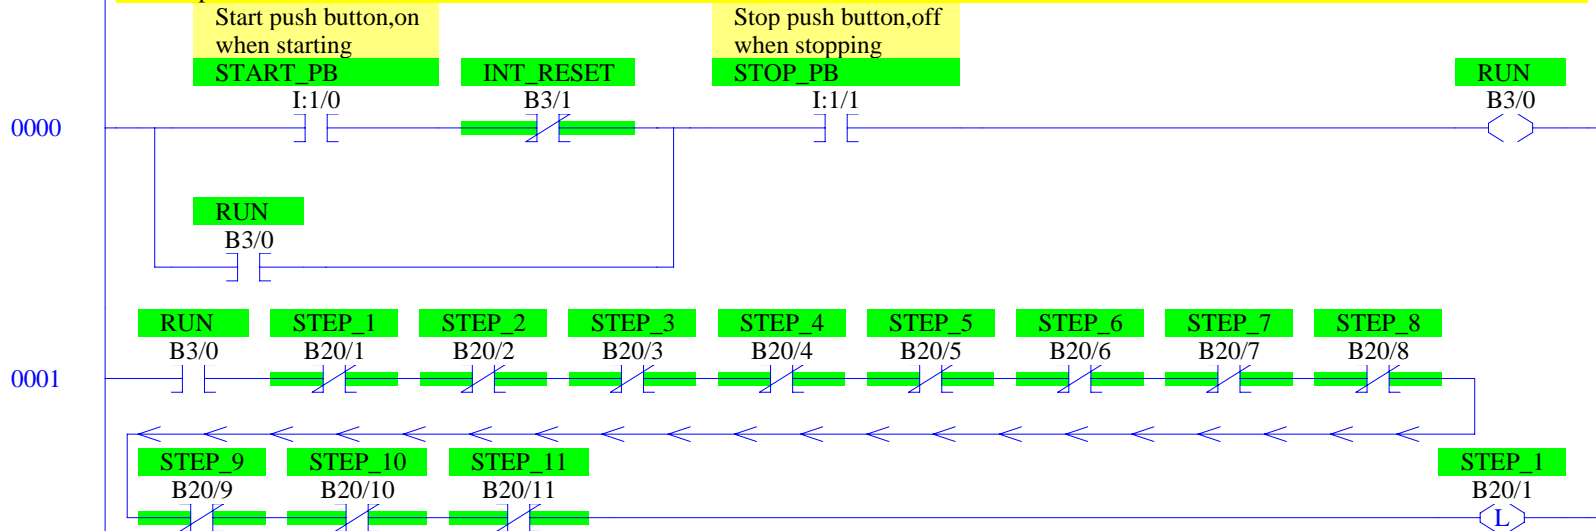 Start push button,on
when starting
START_PB
I:1/0
INT_RESET
B3/1
Stop push button,off
when stopping
STOP_PB
I:1/1
RUN
B3/0
0000
RUN
B3/0
RUN STEP_1 STEP_2 STEP_3 STEP_4 STEP_5 STEP_6 STEP_7 STEP_8
B3/0 B20/1 B20/2 B20/3 B20/4 B20/5 B20/6 B20/7 B20/8
0001
STEP_9 STEP_10 STEP_11 STEP_1
B20/9 B20/10 B20/11 B20/1
L